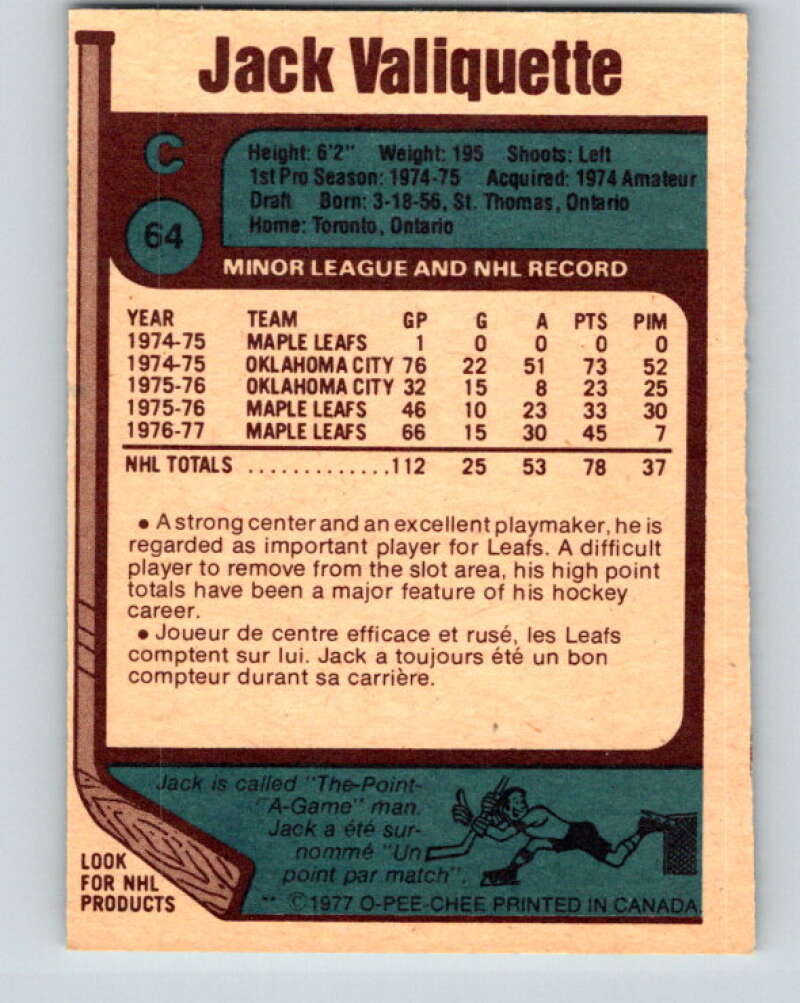 Jack Valiquette
C
Height: 6'2" Weight: 195 Shoots: Left
1st Pro Season: 1974-75 Acquired: 1974 Amateur
Draft Born: 3-18-56, St. Thomas, Ontario
Home: Toronto, Ontario
64
MINOR LEAGUE AND NHL RECORD
YEAR TEAM GP G A PTS PIM
1974-75 MAPLE LEAFS 1 0 0 0 0
1974-75 OKLAHOMA CITY 76 22 51 73 52
1975-76 OKLAHOMA CITY 32 15 8 23 25
1975-76 MAPLE LEAFS 46 10 23 33 30
1976-77 MAPLE LEAFS 66 15 30 45 7
NHL TOTALS .............112 25 53 78 37
• A strong center and an excellent playmaker, he is
regarded as important player for Leafs. A difficult
player to remove from the slot area, his high point
totals have been a major feature of his hockey
career.
• Joueur de centre efficace et rusé, les Leafs
comptent sur lui. Jack a toujours été un bon
compteur durant sa carrière.
Jack is called "The-Point-
A-Game" man.
Jack a été sur-
nommé "Un
point par match".
LOOK
FOR NHL
PRODUCTS
** ©1977 O-PEE-CHEE PRINTED IN CANADA